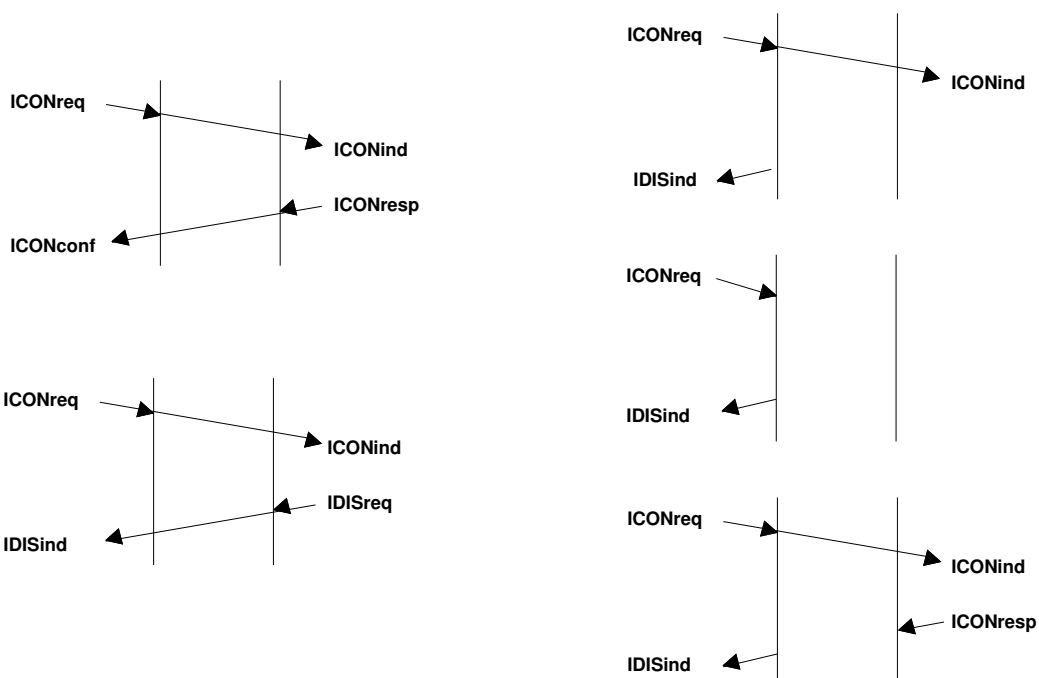 ICONreq
ICONind
ICONresp
ICONconf
ICONreq
ICONind
IDISreq
IDISind
ICONreq
ICONind
IDISind
ICONreq
IDISind
ICONreq
ICONind
ICONresp
IDISind